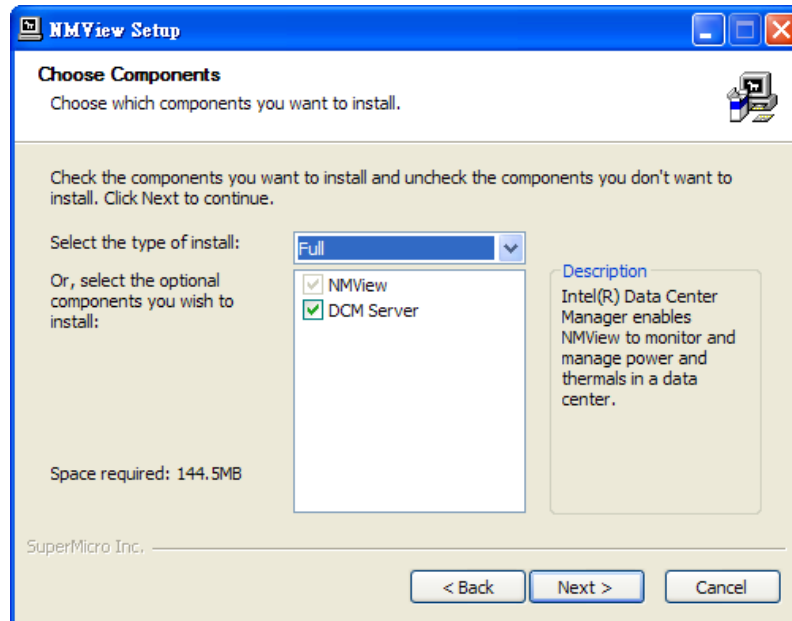 NMView Setup
Choose Components
Choose which components you want to install.
Check the components you want to install and uncheck the components you don't want to
install. Click Next to continue.
Select the type of install:
Full
Or, select the optional
components you wish to
install:
NMView
DCM Server
Description
Intel(R) Data Center
Manager enables
NMView to monitor and
manage power and
thermals in a data
center.
Space required: 144.5MB
SuperMicro Inc.
< Back
Next >
Cancel